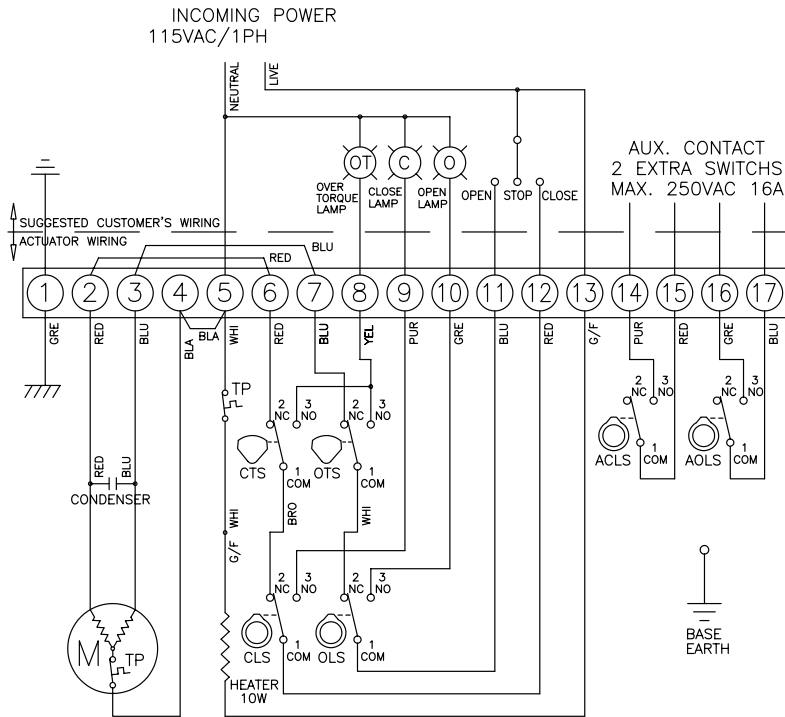 INCOMING POWER
115VAC/1PH
NEUTRAL
LIVE
OT
C
O
OVER
TORQUE
LAMP
CLOSE
LAMP
OPEN
LAMP
OPEN
STOP
CLOSE
AUX. CONTACT
2 EXTRA SWITCHS
MAX. 250VAC 16A
SUGGESTED CUSTOMER'S WIRING
ACTUATOR WIRING
BLU
RED
1
2
3
4
5
6
7
8
9
10
11
12
13
14
15
16
17
GRE
RED
BLU
BLA
BLA
WHI
RED
BLU
YEL
PUR
GRE
BLU
RED
G/F
PUR
RED
GRE
BLU
TP
2
NC
3
NO
2
NC
3
NO
2
NC
3
NO
2
NC
3
NO
CTS
1
COM
OTS
1
COM
ACLS
1
COM
AOLS
1
COM
RED
BLU
CONDENSER
WHI
G/F
BRO
WHI
2
NC
3
NO
2
NC
3
NO
CLS
1
COM
OLS
1
COM
M
TP
HEATER
10W
BASE
EARTH